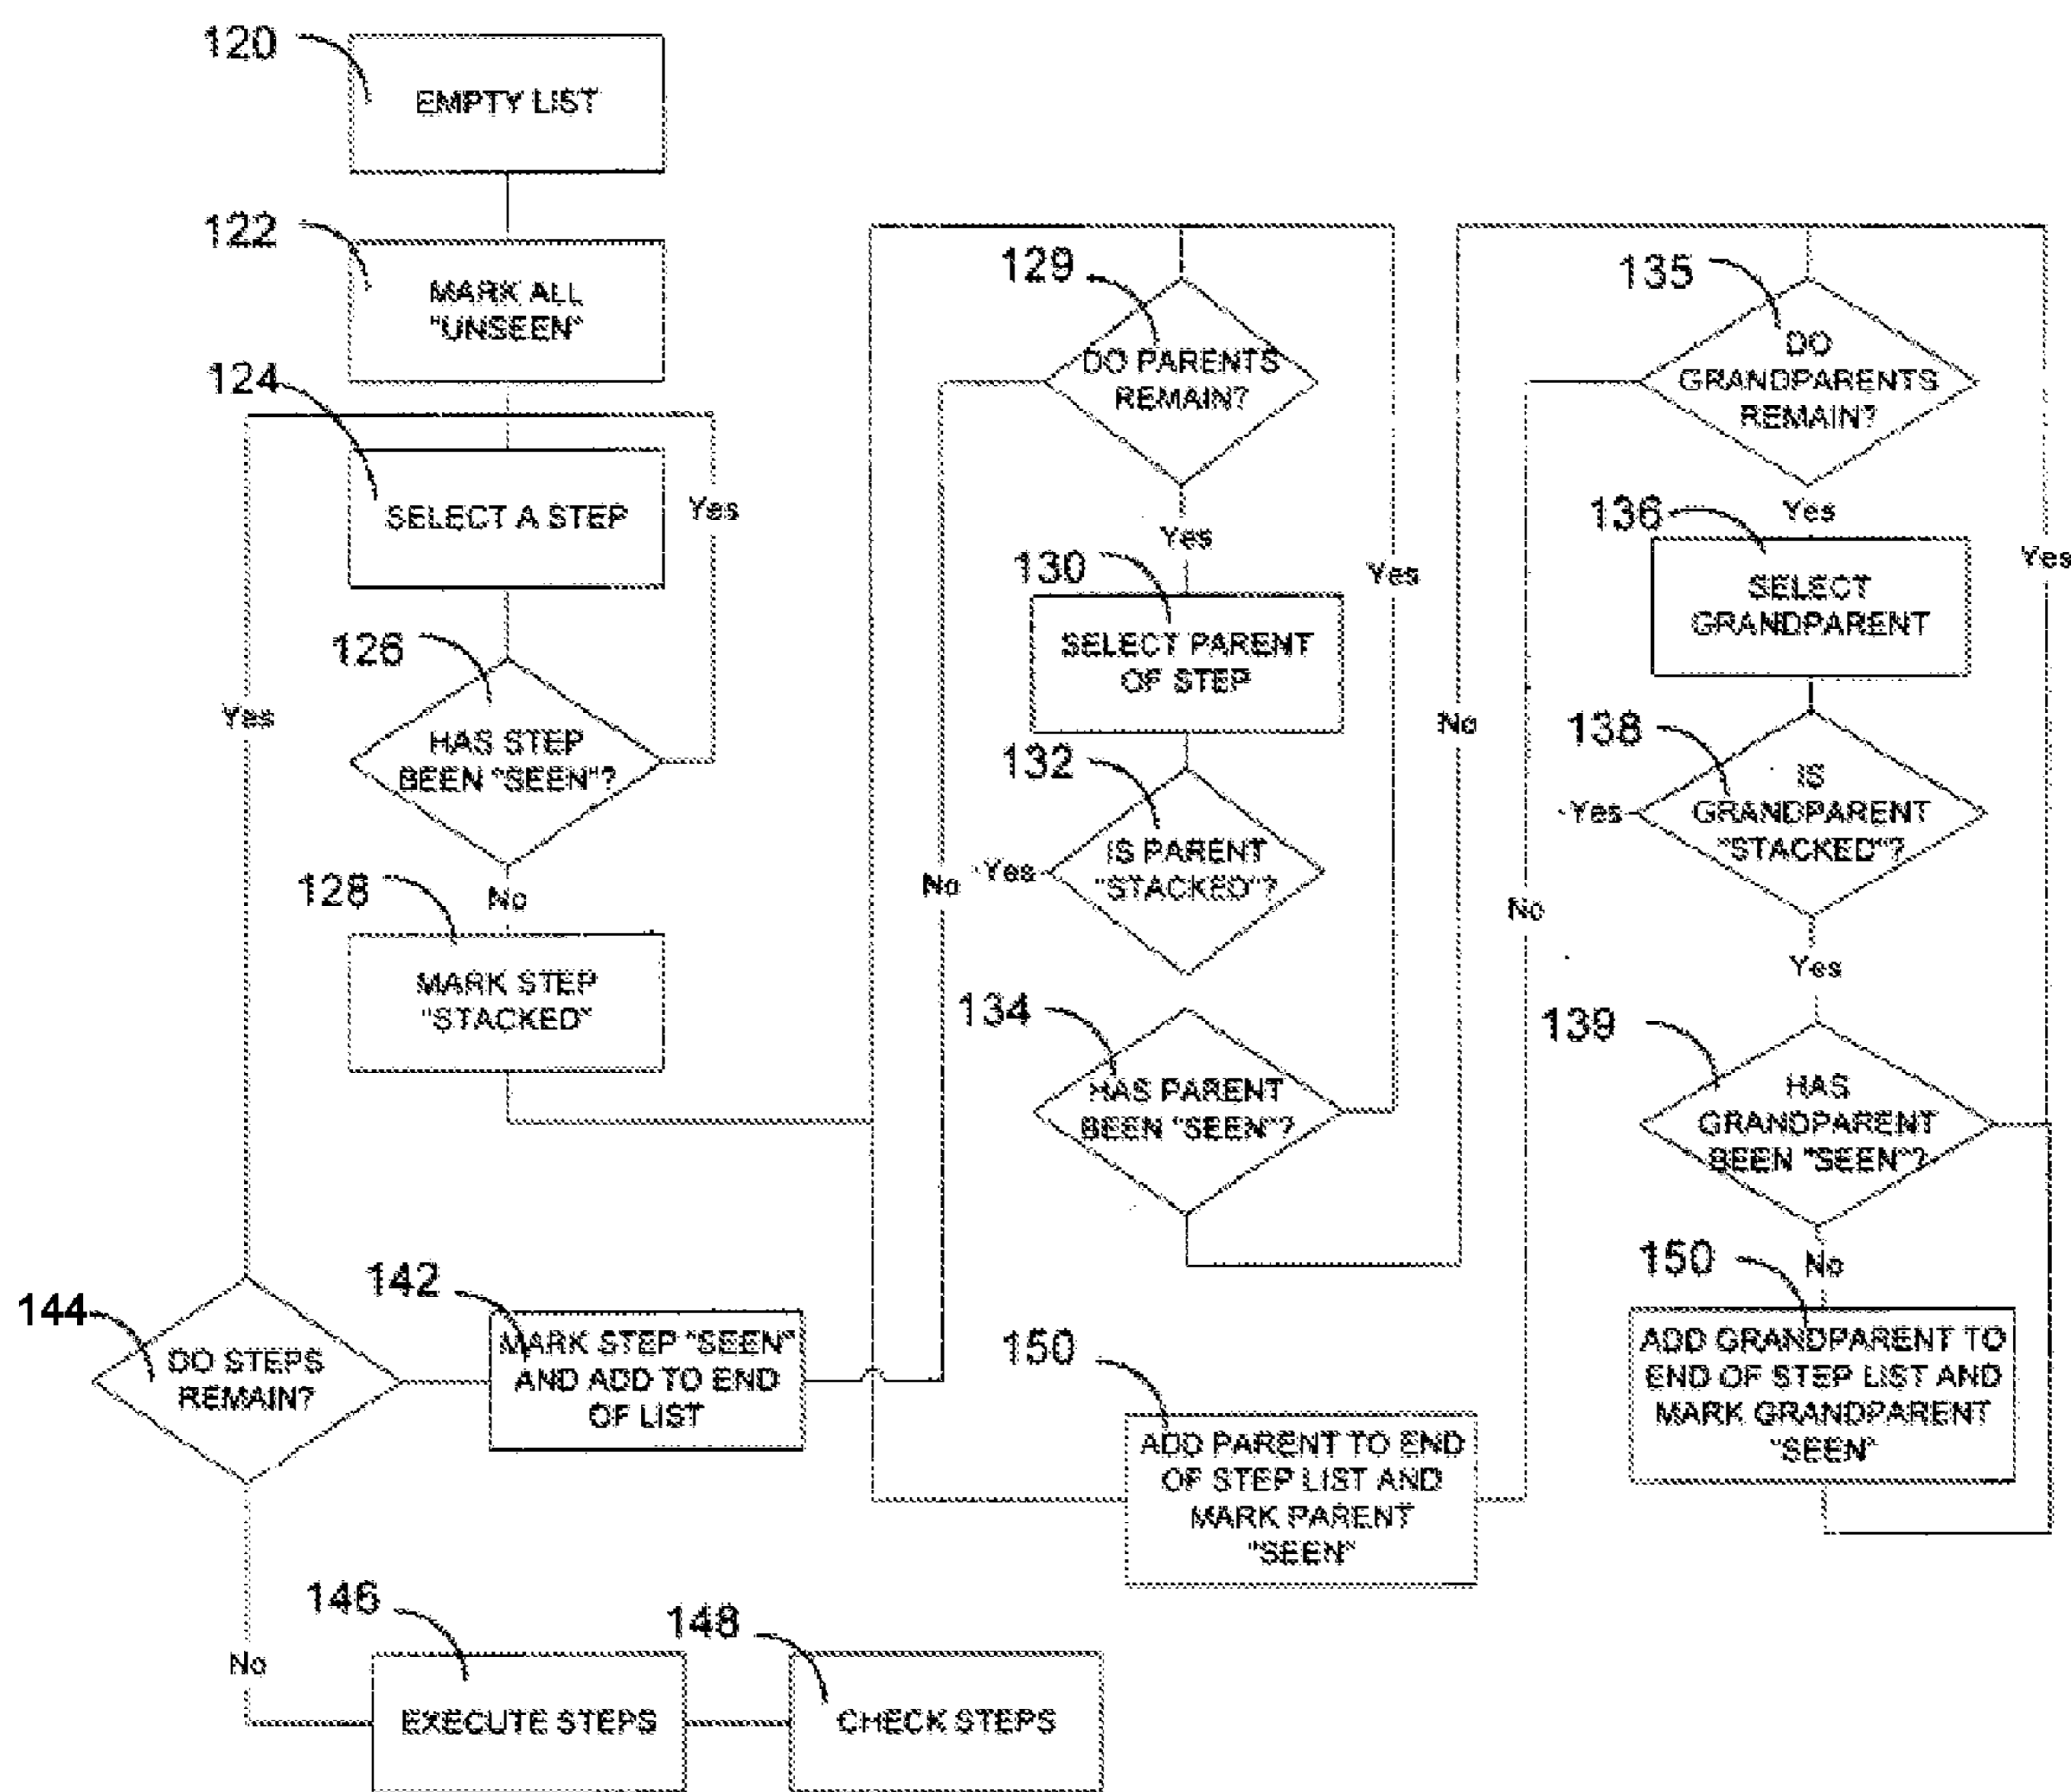 120
EMPTY LIST
122
MARK ALL
"UNSEEN"
124
SELECT A STEP
Yes
126
HAS STEP
BEEN "SEEN"?
Yes
No
128
MARK STEP
"STACKED"
129
DO PARENTS
REMAIN?
Yes
130
SELECT PARENT
OF STEP
Yes
132
IS PARENT
"STACKED"?
Yes
No
134
HAS PARENT
BEEN "SEEN"?
No
135
DO
GRANDPARENTS
REMAIN?
Yes
136
SELECT
GRANDPARENT
Yes
138
IS
GRANDPARENT
"STACKED"?
Yes
No
Yes
139
HAS
GRANDPARENT
BEEN "SEEN"?
No
150
ADD GRANDPARENT TO
END OF STEP LIST AND
MARK GRANDPARENT
"SEEN"
150
ADD PARENT TO END
OF STEP LIST AND
MARK PARENT
"SEEN"
142
MARK STEP "SEEN"
AND ADD TO END
OF LIST
144
DO STEPS
REMAIN?
No
146
EXECUTE STEPS
148
CHECK STEPS